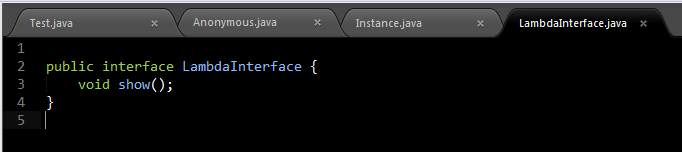 Test.java × Anonymous.java × Instance.java × LambdaInterface.java ×
1
2 public interface LambdaInterface {
3     void show();
4 }
5